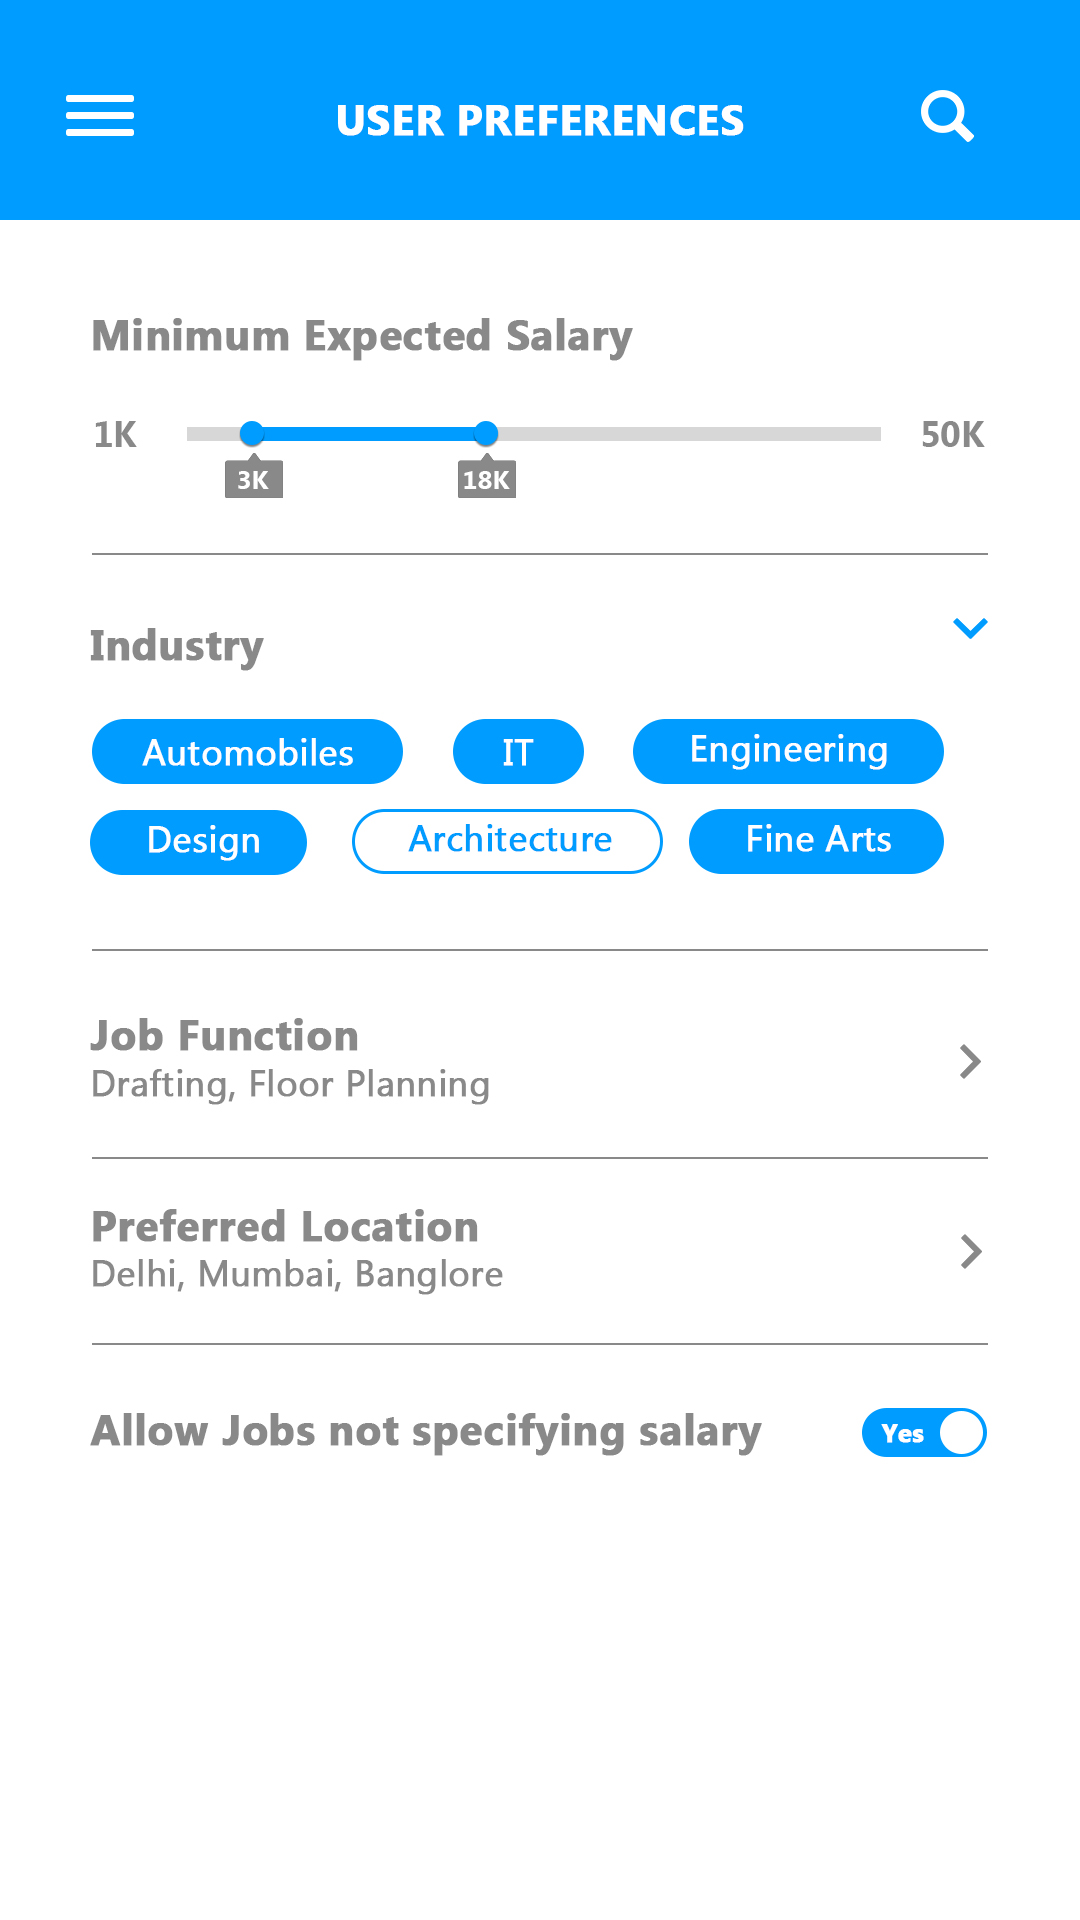 USER PREFERENCES
Minimum Expected Salary
1K
50K
3K
18K
Industry
Automobiles
IT
Engineering
Design
Architecture
Fine Arts
Job Function
Drafting, Floor Planning
Preferred Location
Delhi, Mumbai, Banglore
Allow Jobs not specifying salary
Yes